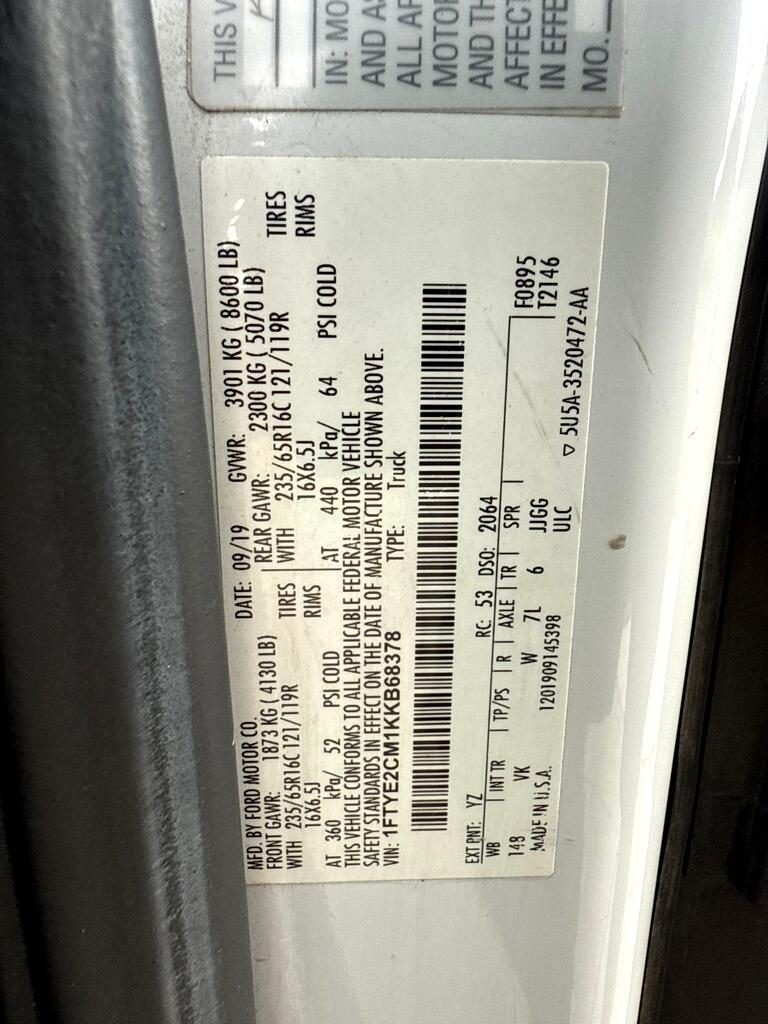 THIS V
IN: MO
AND AS
ALL AP
MOTOR
AND TH
AFFECT
IN EFFE
MO.
MFD. BY FORD MOTOR CO. DATE: 09/19 GVWR: 3901 KG ( 8600 LB)
FRONT GAWR: 1873 KG ( 4130 LB) REAR GAWR: 2300 KG ( 5070 LB)
WITH 235/65R16C 121/119R TIRES WITH 235/65R16C 121/119R TIRES
16X6.5J RIMS 16X6.5J RIMS
AT 360 kPa/ 52 PSI COLD AT 440 kPa/ 64 PSI COLD
THIS VEHICLE CONFORMS TO ALL APPLICABLE FEDERAL MOTOR VEHICLE
SAFETY STANDARDS IN EFFECT ON THE DATE OF MANUFACTURE SHOWN ABOVE.
VIN: 1FTYE2CM1KKB68378 TYPE: Truck
EXT PNT: YZ RC: 53 DSO: 2064
WB INT TR TP/PS R AXLE TR SPR F0895
148 VK W 7L 6 JJGG T2146
MADE IN U.S.A. 1201909145398 ULC
▽ 5U5A-3520472-AA